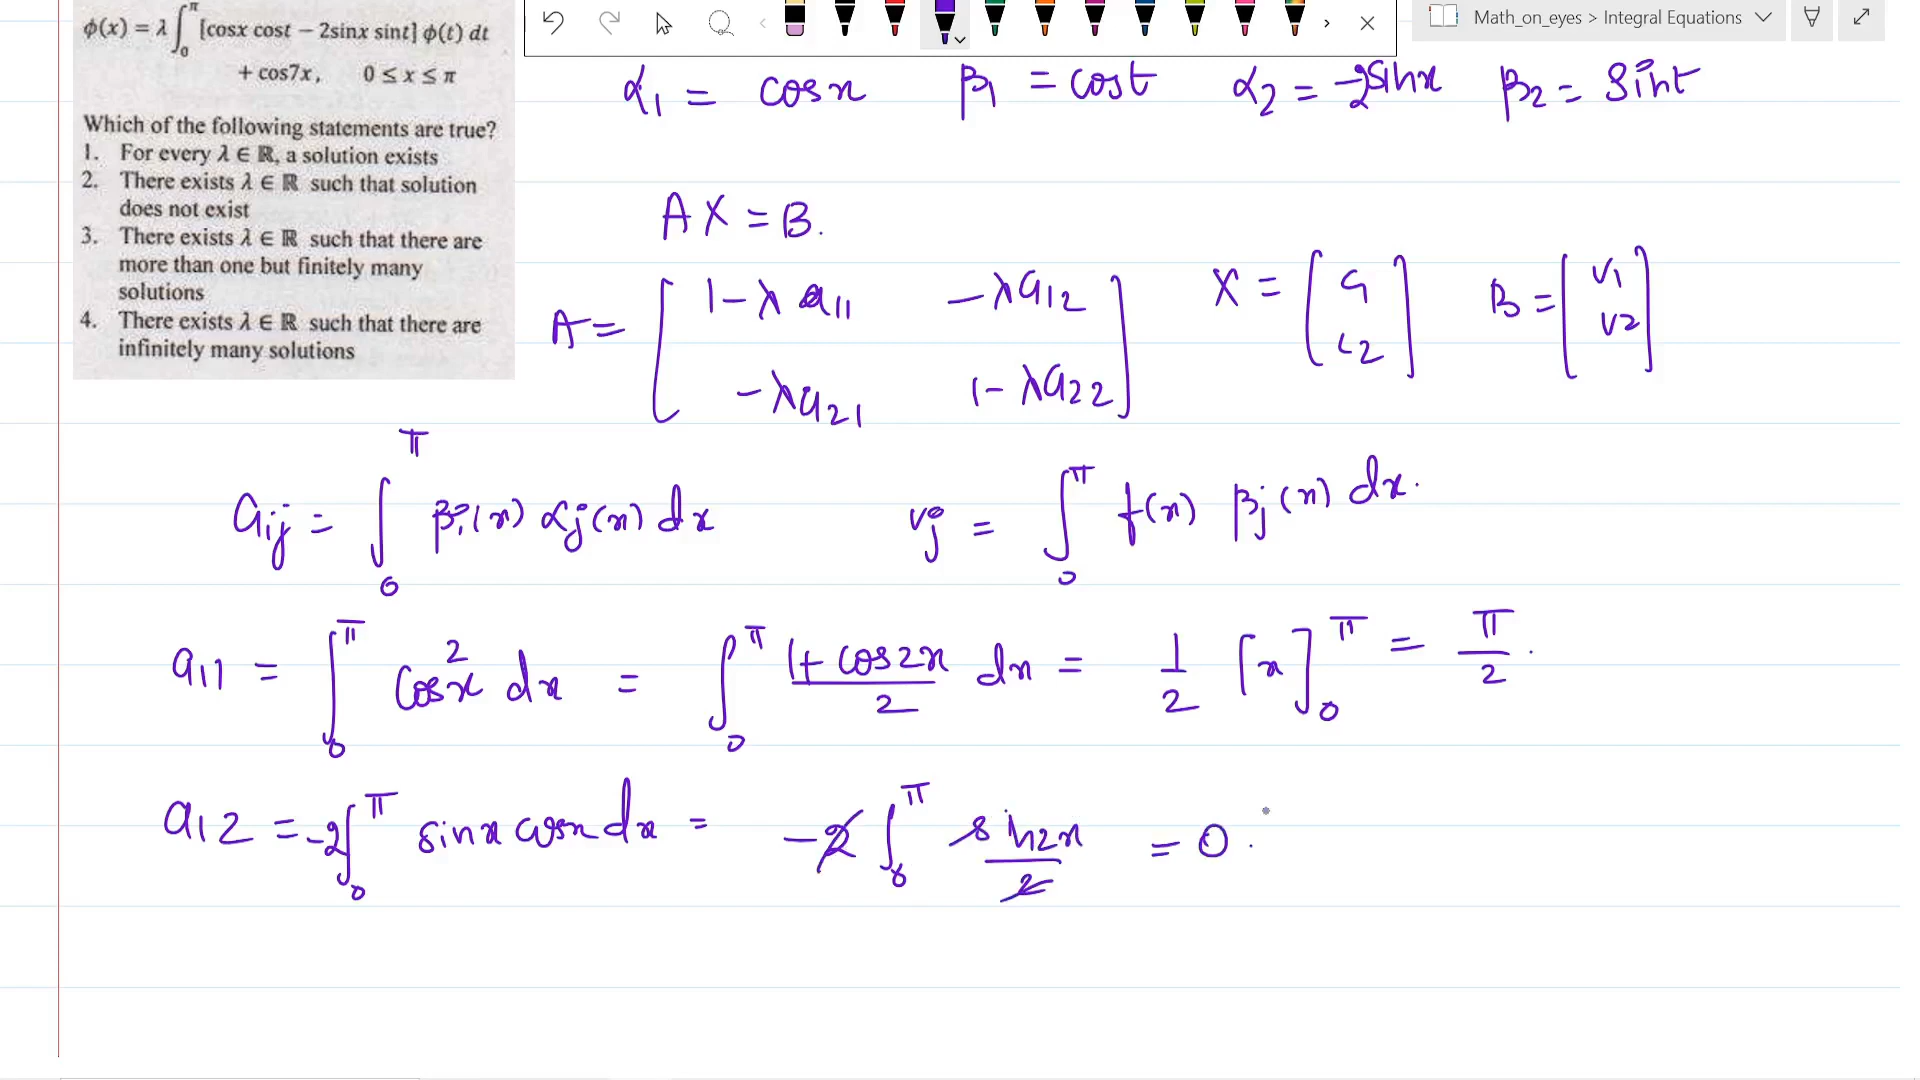 φ(x) = λ ∫₀^π [cosx cost − 2sinx sint] φ(t) dt
+ cos7x, 0 ≤ x ≤ π
Which of the following statements are true?
1. For every λ ∈ ℝ, a solution exists
2. There exists λ ∈ ℝ such that solution
does not exist
3. There exists λ ∈ ℝ such that there are
more than one but finitely many
solutions
4. There exists λ ∈ ℝ such that there are
infinitely many solutions
Math_on_eyes > Integral Equations
α₁ = cosx β₁ = cost α₂ = -2sinx β₂ = sint
AX = B.
A = [ 1-λa₁₁ -λa₁₂
-λa₂₁ 1-λa₂₂ ]
X = [ c₁
c₂ ]
B = [ v₁
v₂ ]
aᵢⱼ = ∫₀^π βᵢ(x) αⱼ(x) dx vⱼ = ∫₀^π f(x) βⱼ(x) dx.
a₁₁ = ∫₀^π cos²x dx = ∫₀^π (1+cos2x)/2 dx = 1/2 [x]₀^π = π/2.
a₁₂ = -2∫₀^π sinx cosx dx = -2 ∫₀^π sin2x/2 = 0.